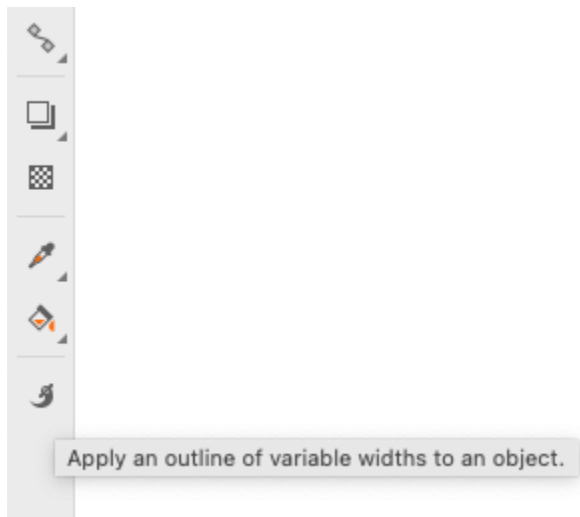 Apply an outline of variable widths to an object.